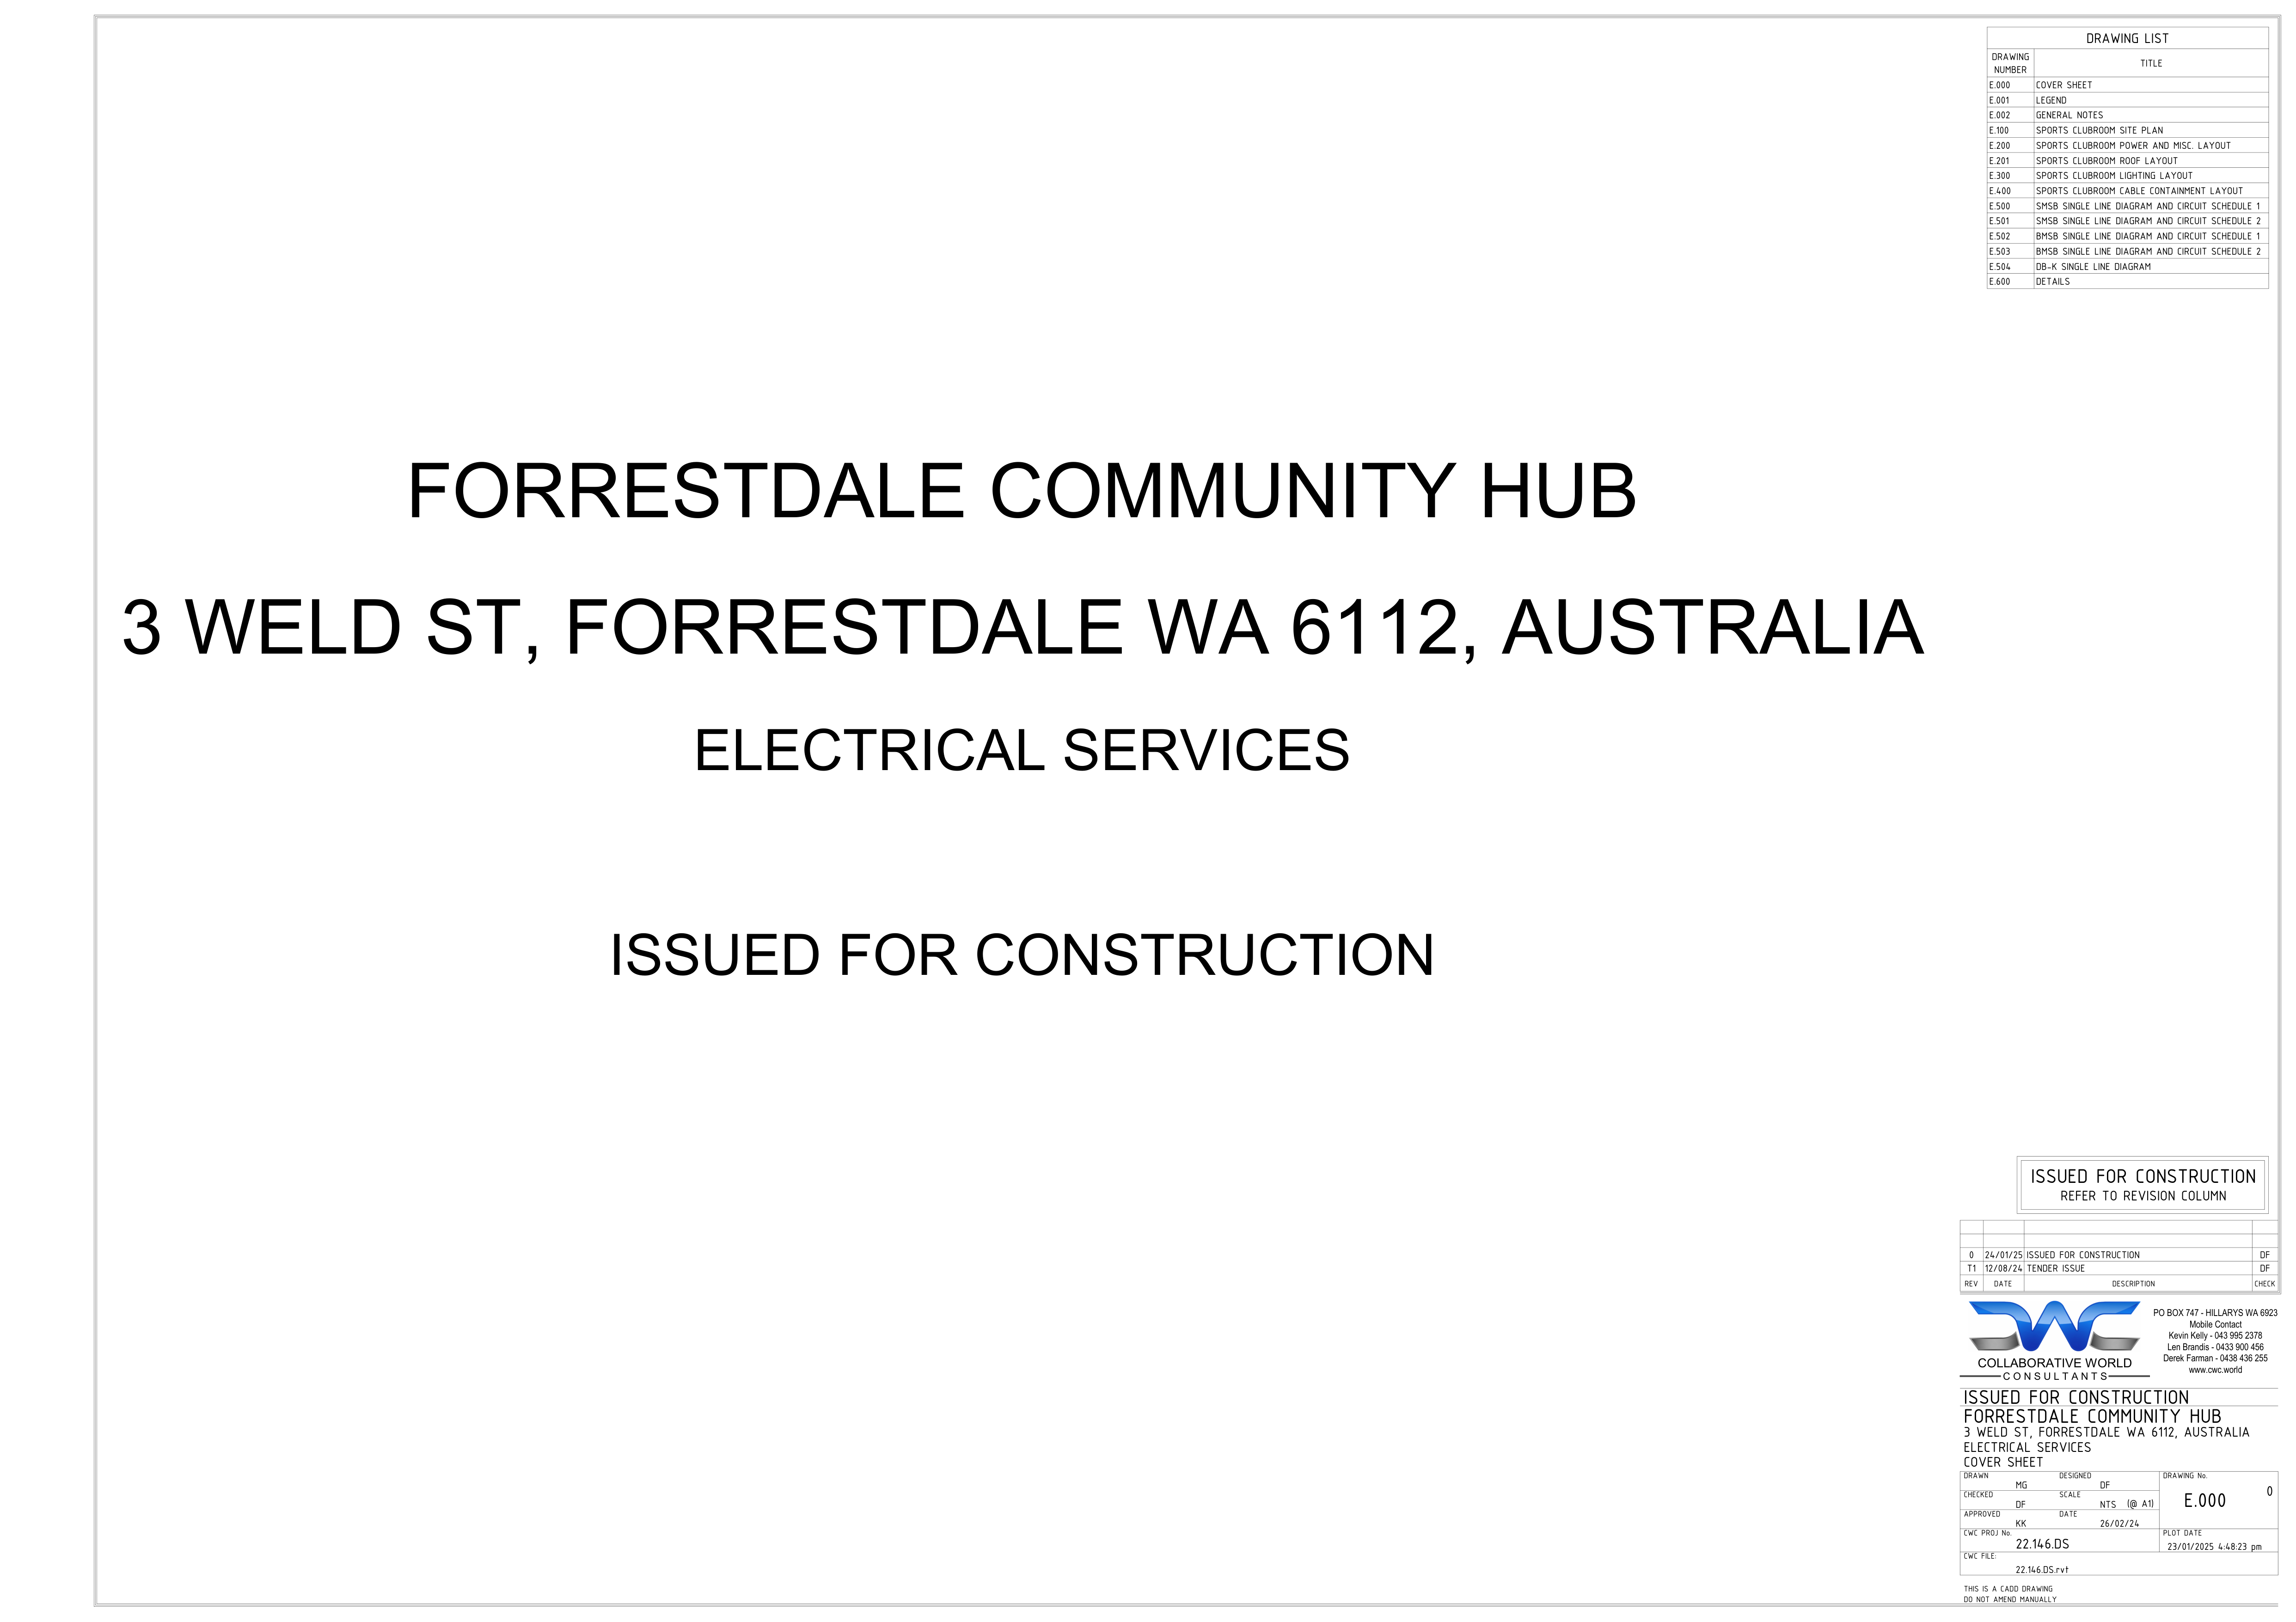 DRAWING LIST
DRAWING NUMBER TITLE
E.000 COVER SHEET
E.001 LEGEND
E.002 GENERAL NOTES
E.100 SPORTS CLUBROOM SITE PLAN
E.200 SPORTS CLUBROOM POWER AND MISC. LAYOUT
E.201 SPORTS CLUBROOM ROOF LAYOUT
E.300 SPORTS CLUBROOM LIGHTING LAYOUT
E.400 SPORTS CLUBROOM CABLE CONTAINMENT LAYOUT
E.500 SMSB SINGLE LINE DIAGRAM AND CIRCUIT SCHEDULE 1
E.501 SMSB SINGLE LINE DIAGRAM AND CIRCUIT SCHEDULE 2
E.502 BMSB SINGLE LINE DIAGRAM AND CIRCUIT SCHEDULE 1
E.503 BMSB SINGLE LINE DIAGRAM AND CIRCUIT SCHEDULE 2
E.504 DB-K SINGLE LINE DIAGRAM
E.600 DETAILS
FORRESTDALE COMMUNITY HUB
3 WELD ST, FORRESTDALE WA 6112, AUSTRALIA
ELECTRICAL SERVICES
ISSUED FOR CONSTRUCTION
ISSUED FOR CONSTRUCTION
REFER TO REVISION COLUMN
0 24/01/25 ISSUED FOR CONSTRUCTION DF
T1 12/08/24 TENDER ISSUE DF
REV DATE DESCRIPTION CHECK
CWC
COLLABORATIVE WORLD
CONSULTANTS
PO BOX 747 - HILLARYS WA 6923
Mobile Contact
Kevin Kelly - 043 995 2378
Len Brandis - 0433 900 456
Derek Farman - 0438 436 255
www.cwc.world
ISSUED FOR CONSTRUCTION
FORRESTDALE COMMUNITY HUB
3 WELD ST, FORRESTDALE WA 6112, AUSTRALIA
ELECTRICAL SERVICES
COVER SHEET
DRAWN MG DESIGNED DF
CHECKED DF SCALE NTS (@ A1)
APPROVED KK DATE 26/02/24
DRAWING No. E.000 0
CWC PROJ No. 22.146.DS
PLOT DATE 23/01/2025 4:48:23 pm
CWC FILE: 22.146.DS.rvt
THIS IS A CADD DRAWING
DO NOT AMEND MANUALLY